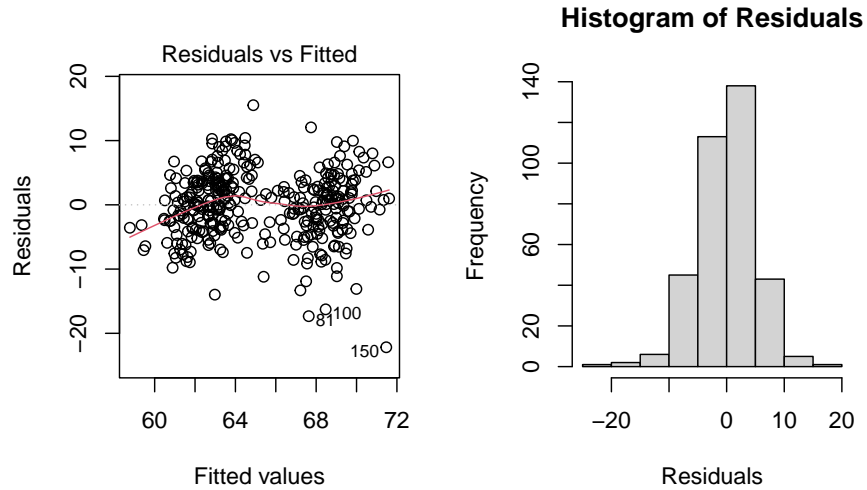 Residuals vs Fitted
20
10
0
−10
−20
Residuals
81
100
150
60 64 68 72
Fitted values
Histogram of Residuals
140
100
60
20
0
Frequency
−20 0 10 20
Residuals